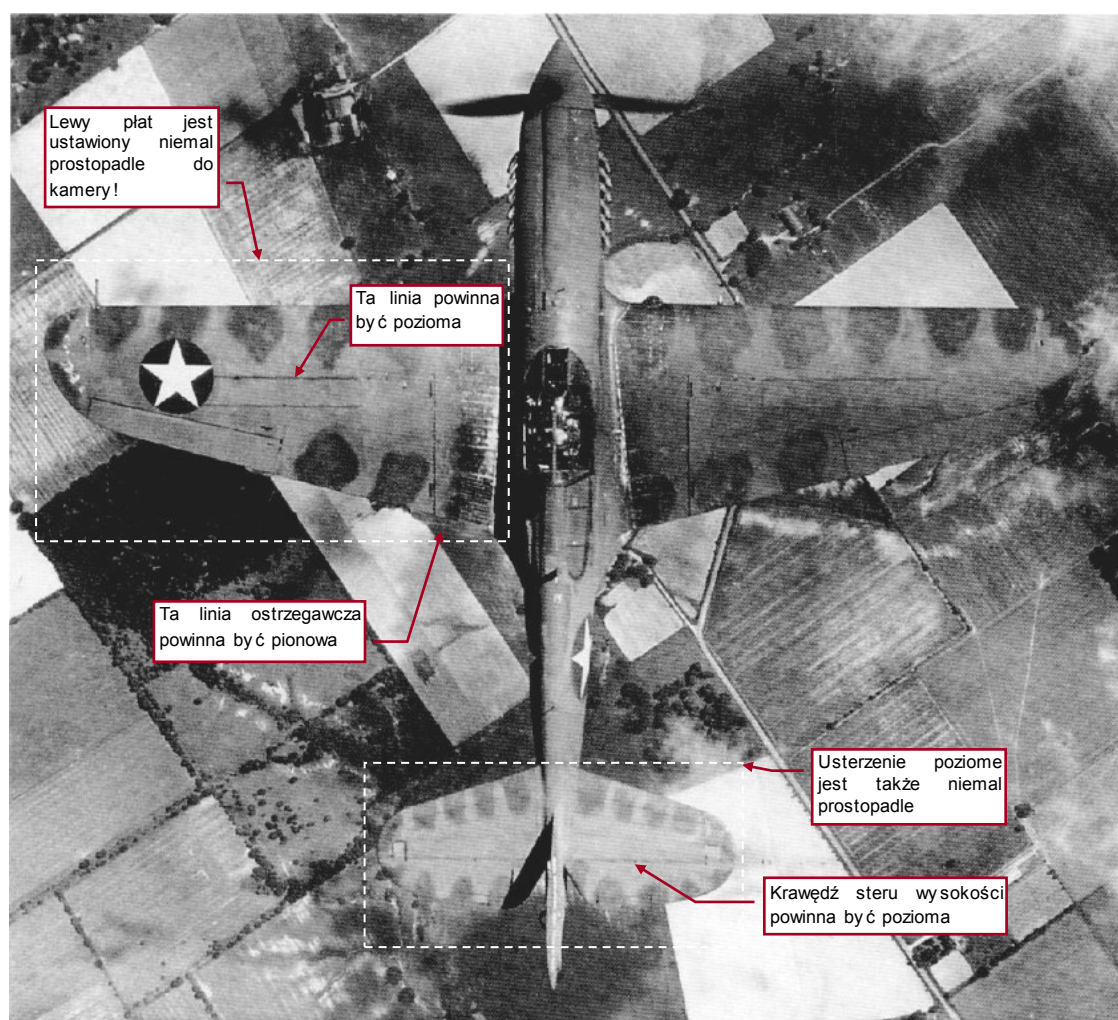 Lewy płat jest
ustawiony niemal
prostopadle do
kamery!
Ta linia powinna
być pozioma
Ta linia ostrzegawcza
powinna być pionowa
Usterzenie poziome
jest także niemal
prostopadle
Krawędź steru wysokości
powinna być pozioma